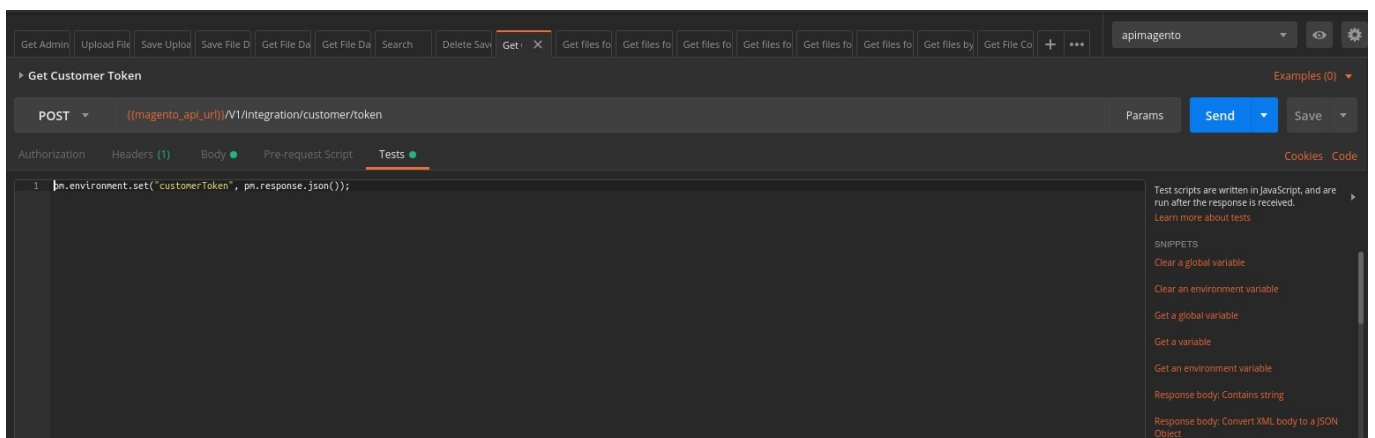 Get Admin Upload File Save Uploa Save File D Get File Da Get File Da Search Delete Save Get Get files fo Get files fo Get files fo Get files fo Get files fo Get files fo Get files by Get File Co + ••• apimagento
Get Customer Token Examples (0)
POST {{magento_api_url}}/V1/integration/customer/token Params Send Save
Authorization Headers (1) Body Pre-request Script Tests Cookies Code
1 pm.environment.set("customerToken", pm.response.json());
Test scripts are written in JavaScript, and are
run after the response is received.
Learn more about tests
SNIPPETS
Clear a global variable
Clear an environment variable
Get a global variable
Get a variable
Get an environment variable
Response body: Contains string
Response body: Convert XML body to a JSON
Object